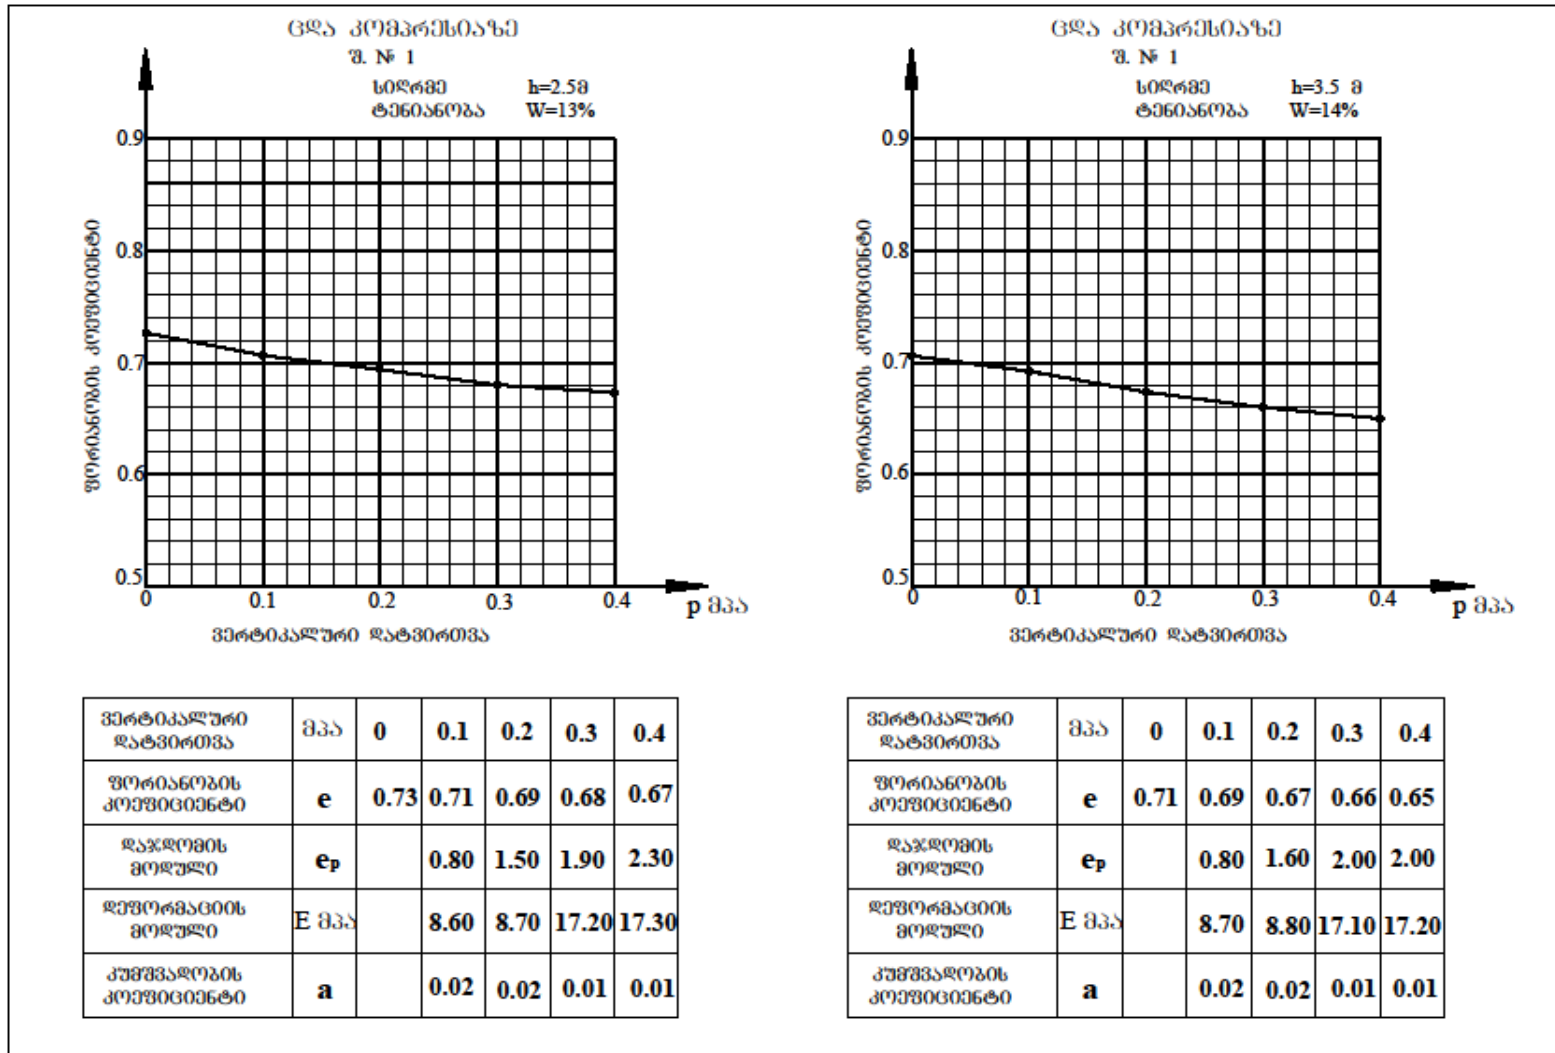 ცდა კომპრესიაზე
შ. № 1
სიღრმე h=2.5მ
ტენიანობა W=13%
ფორიანობის კოეფიციენტი
0.9
0.8
0.7
0.6
0.5
0 0.1 0.2 0.3 0.4
p მპა
ვერტიკალური დატვირთვა
ვერტიკალური
დატვირთვა
მპა 0 0.1 0.2 0.3 0.4
ფორიანობის
კოეფიციენტი
e 0.73 0.71 0.69 0.68 0.67
დაჯდომის
მოდული
ep 0.80 1.50 1.90 2.30
დეფორმაციის
მოდული
E მპა 8.60 8.70 17.20 17.30
კუმშვადობის
კოეფიციენტი
a 0.02 0.02 0.01 0.01
ცდა კომპრესიაზე
შ. № 1
სიღრმე h=3.5 მ
ტენიანობა W=14%
ფორიანობის კოეფიციენტი
0.9
0.8
0.7
0.6
0.5
0 0.1 0.2 0.3 0.4
p მპა
ვერტიკალური დატვირთვა
ვერტიკალური
დატვირთვა
მპა 0 0.1 0.2 0.3 0.4
ფორიანობის
კოეფიციენტი
e 0.71 0.69 0.67 0.66 0.65
დაჯდომის
მოდული
ep 0.80 1.60 2.00 2.00
დეფორმაციის
მოდული
E მპა 8.70 8.80 17.10 17.20
კუმშვადობის
კოეფიციენტი
a 0.02 0.02 0.01 0.01